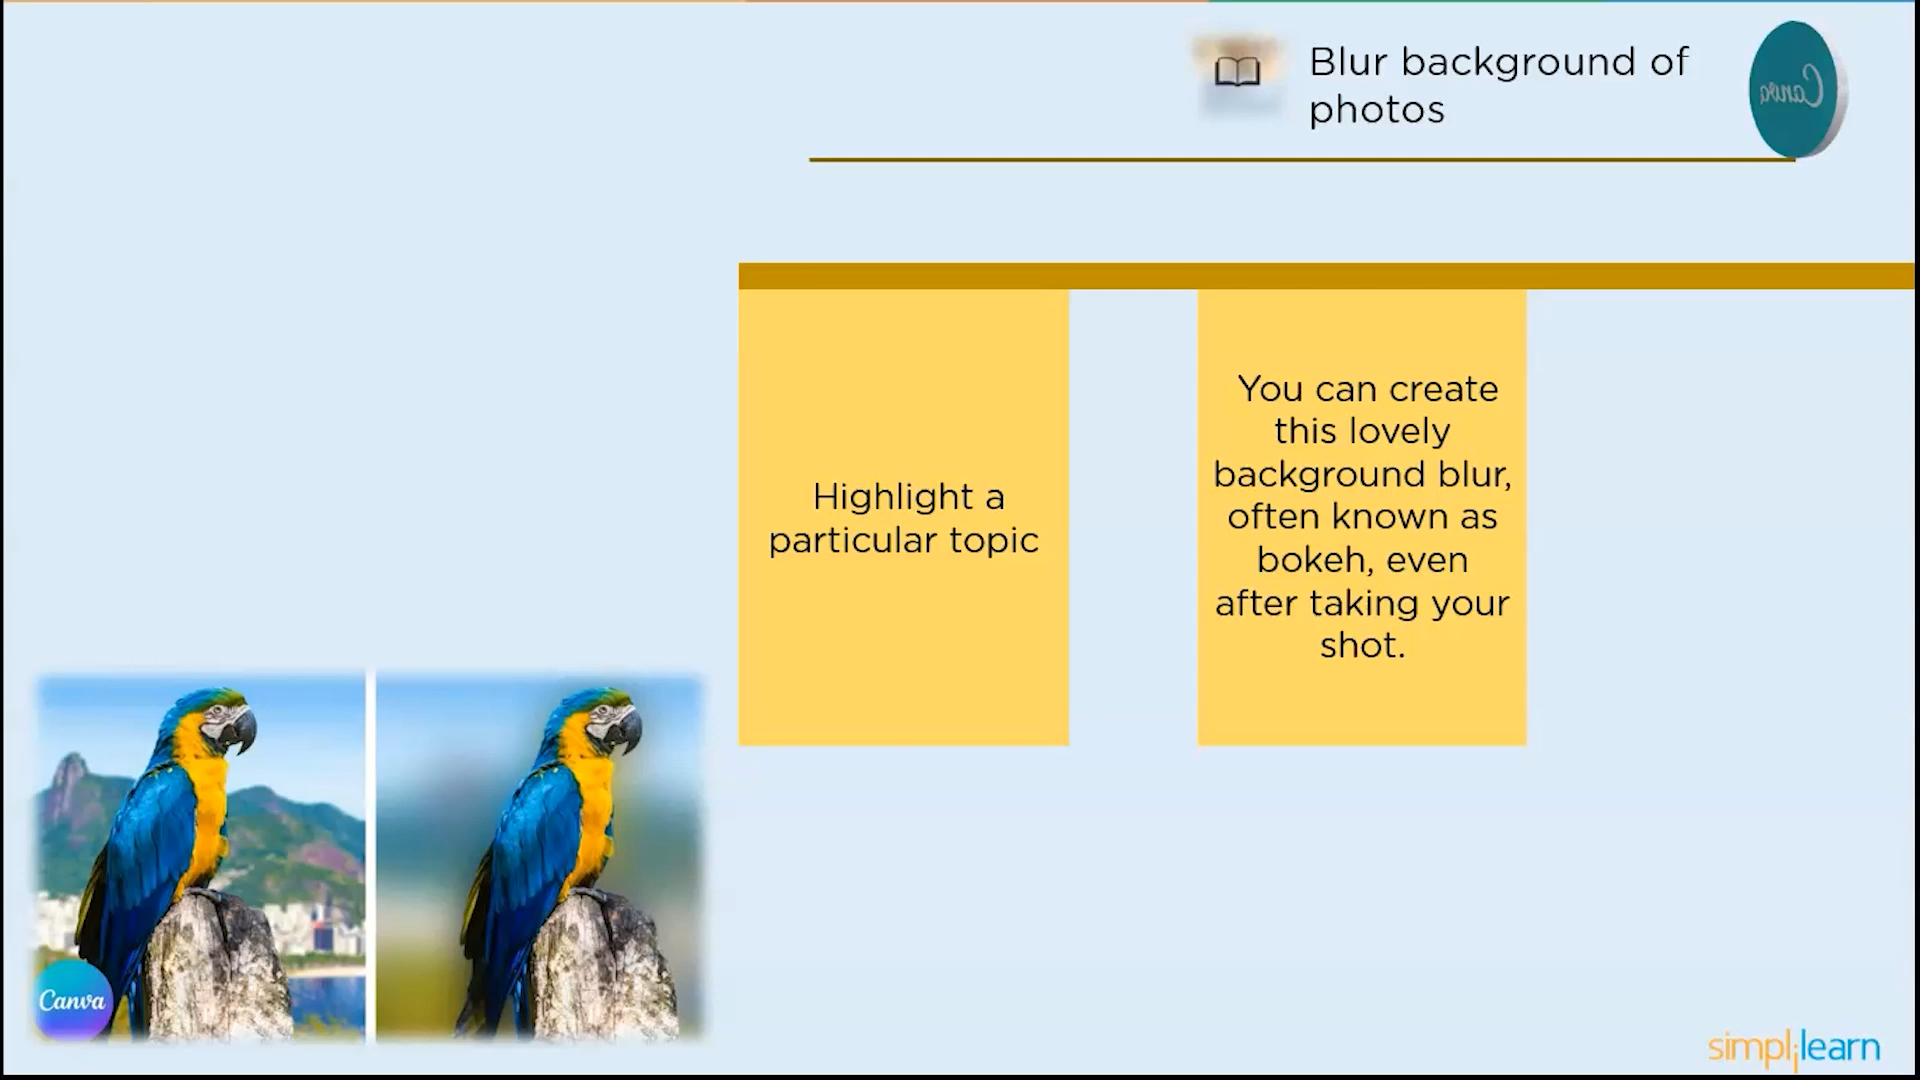 Blur background of
photos
Canva
Highlight a
particular topic
You can create
this lovely
background blur,
often known as
bokeh, even
after taking your
shot.
Canva
simplilearn